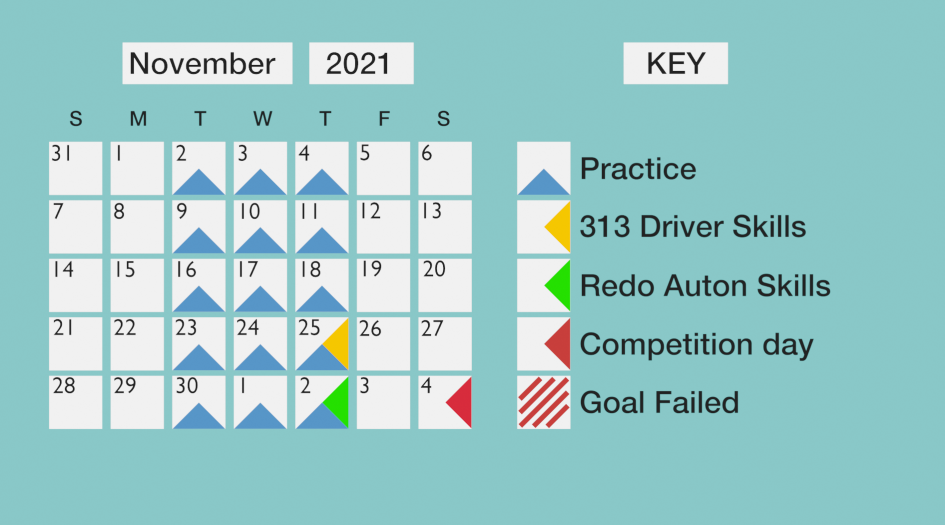 November 2021 KEY
S M T W T F S
31 1 2 3 4 5 6 Practice
7 8 9 10 11 12 13 313 Driver Skills
14 15 16 17 18 19 20 Redo Auton Skills
21 22 23 24 25 26 27 Competition day
28 29 30 1 2 3 4 Goal Failed